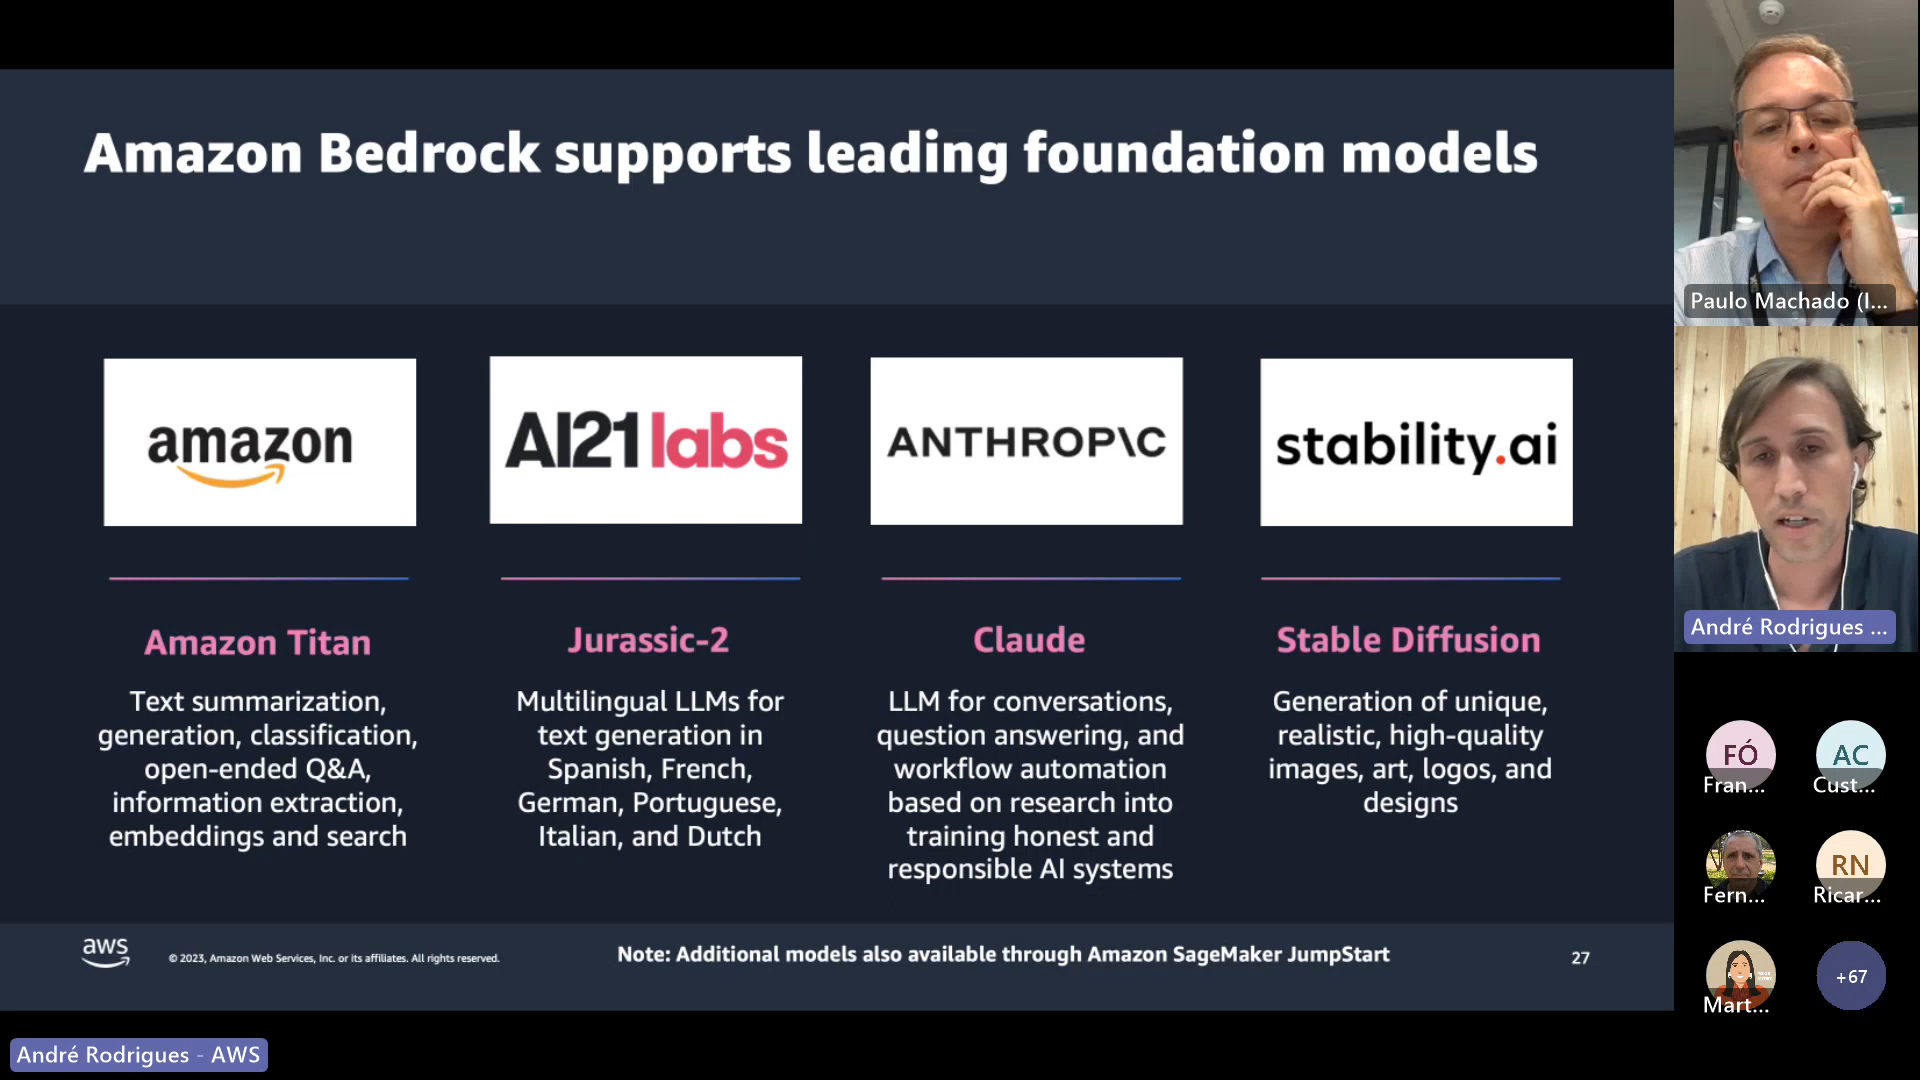 Amazon Bedrock supports leading foundation models
amazon
AI21 labs
ANTHROP\C
stability.ai
Amazon Titan
Text summarization,
generation, classification,
open-ended Q&A,
information extraction,
embeddings and search
Jurassic-2
Multilingual LLMs for
text generation in
Spanish, French,
German, Portuguese,
Italian, and Dutch
Claude
LLM for conversations,
question answering, and
workflow automation
based on research into
training honest and
responsible AI systems
Stable Diffusion
Generation of unique,
realistic, high-quality
images, art, logos, and
designs
aws
© 2023, Amazon Web Services, Inc. or its affiliates. All rights reserved.
Note: Additional models also available through Amazon SageMaker JumpStart
27
André Rodrigues - AWS
Paulo Machado (I...
André Rodrigues ...
FÓ
Fran...
AC
Cust...
Fern...
RN
Ricar...
Mart...
+67